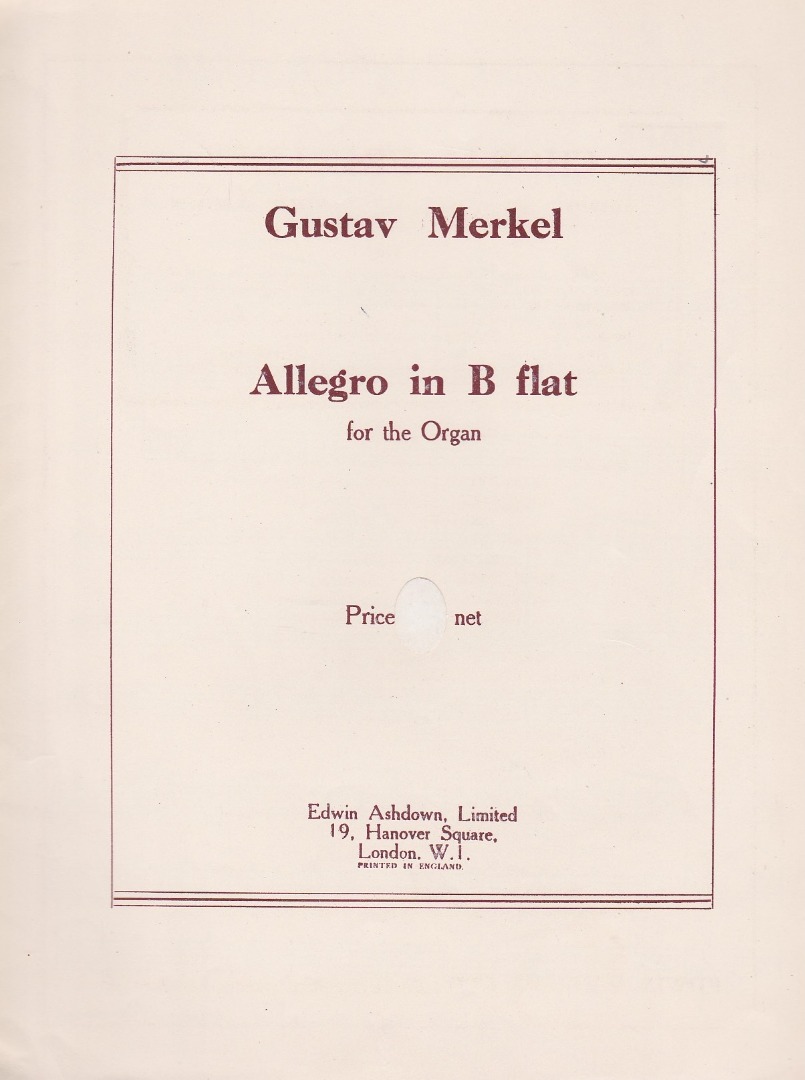 Gustav Merkel
Allegro in B flat
for the Organ
Price net
Edwin Ashdown, Limited
19, Hanover Square,
London. W.1.
PRINTED IN ENGLAND.